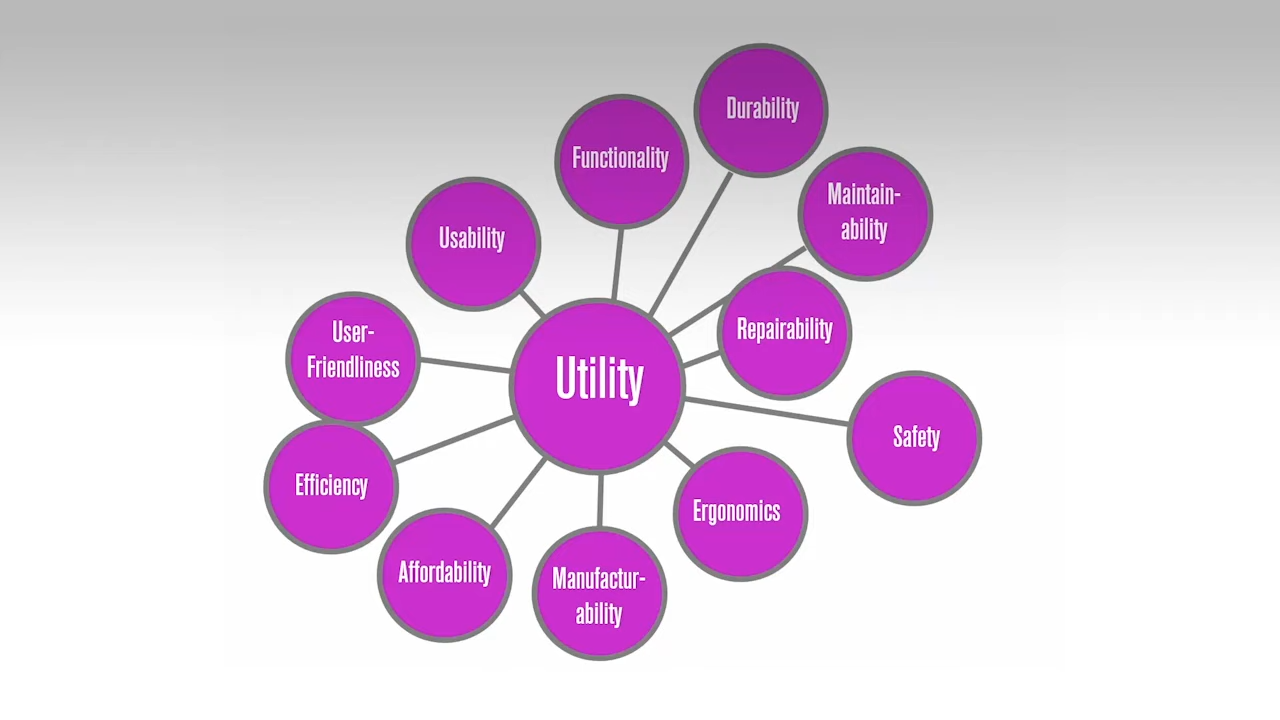 Durability
Functionality
Maintain-
ability
Usability
Repairability
User-
Friendliness
Utility
Safety
Efficiency
Ergonomics
Affordability
Manufactur-
ability